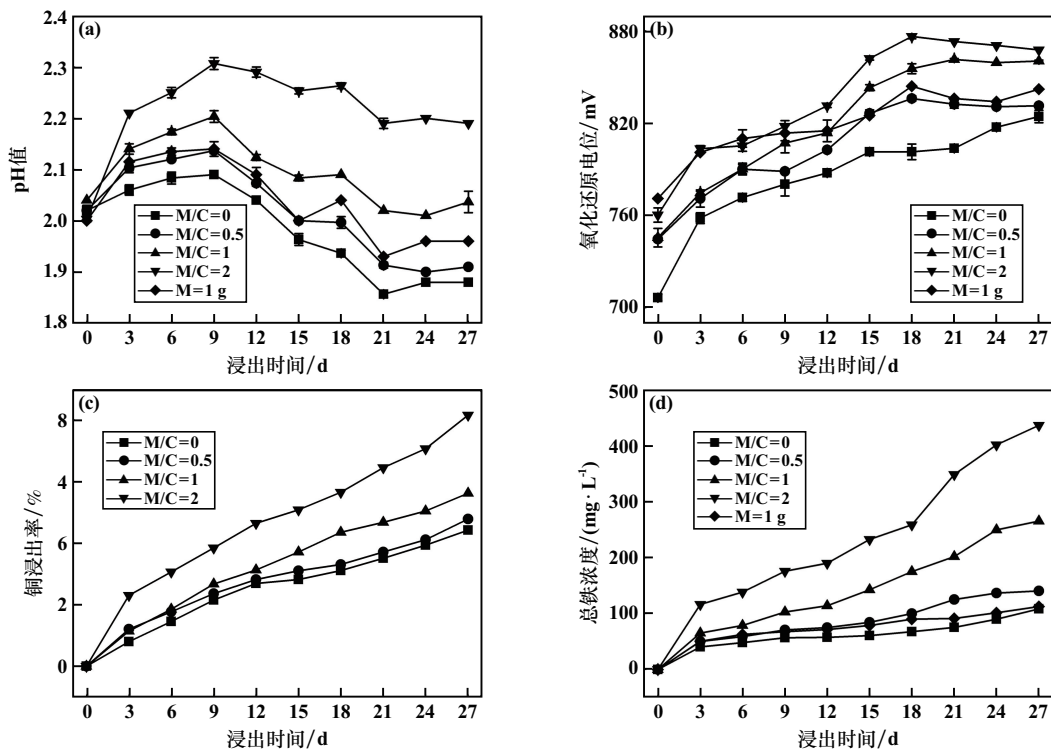 (a)
pH值
2.4
2.3
2.2
2.1
2.0
1.9
1.8
M/C=0
M/C=0.5
M/C=1
M/C=2
M=1 g
0 3 6 9 12 15 18 21 24 27
浸出时间/d
(b)
氧化还原电位/mV
880
820
760
700
M/C=0
M/C=0.5
M/C=1
M/C=2
M=1 g
0 3 6 9 12 15 18 21 24 27
浸出时间/d
(c)
铜浸出率/%
8
4
6
2
0
M/C=0
M/C=0.5
M/C=1
M/C=2
0 3 6 9 12 15 18 21 24 27
浸出时间/d
(d)
总铁浓度/(mg·L⁻¹)
500
400
300
200
100
0
M/C=0
M/C=0.5
M/C=1
M/C=2
M=1 g
0 3 6 9 12 15 18 21 24 27
浸出时间/d